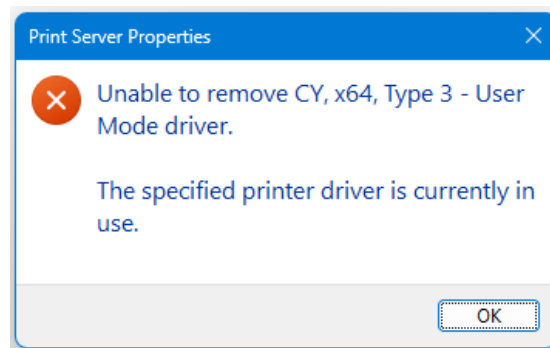 Print Server Properties
Unable to remove CY, x64, Type 3 - User
Mode driver.
The specified printer driver is currently in
use.
OK